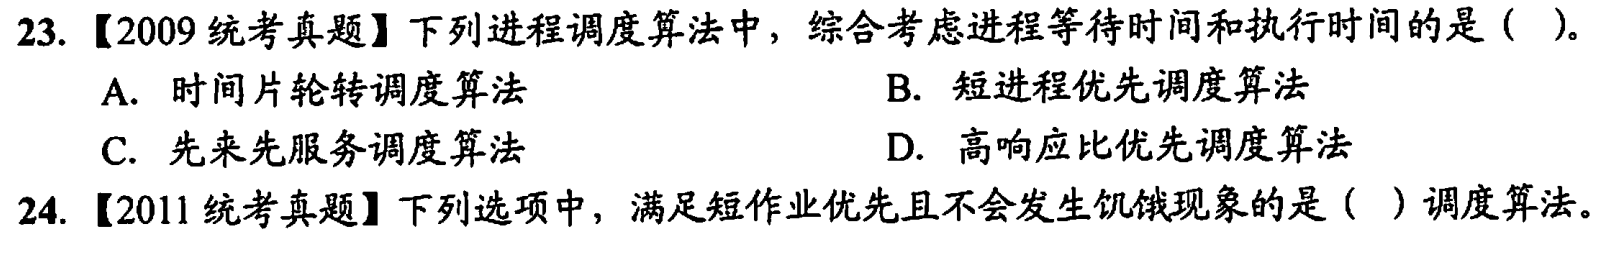 23.【2009 统考真题】下列进程调度算法中，综合考虑进程等待时间和执行时间的是（ ）。
A. 时间片轮转调度算法 B. 短进程优先调度算法
C. 先来先服务调度算法 D. 高响应比优先调度算法
24.【2011 统考真题】下列选项中，满足短作业优先且不会发生饥饿现象的是（ ）调度算法。